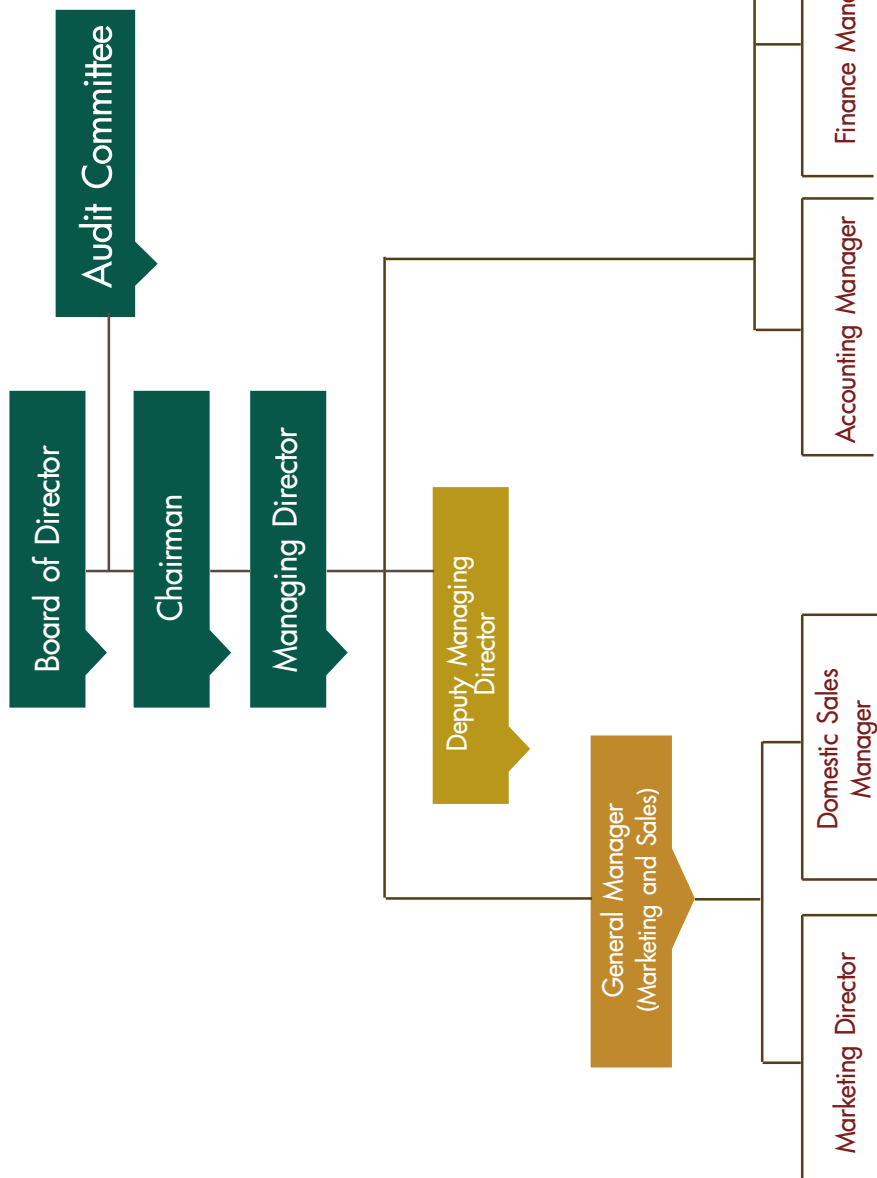 Board of Director
Audit Committee
Chairman
Managing Director
Deputy Managing
Director
General Manager
(Marketing and Sales)
Marketing Director
Domestic Sales
Manager
Accounting Manager
Finance